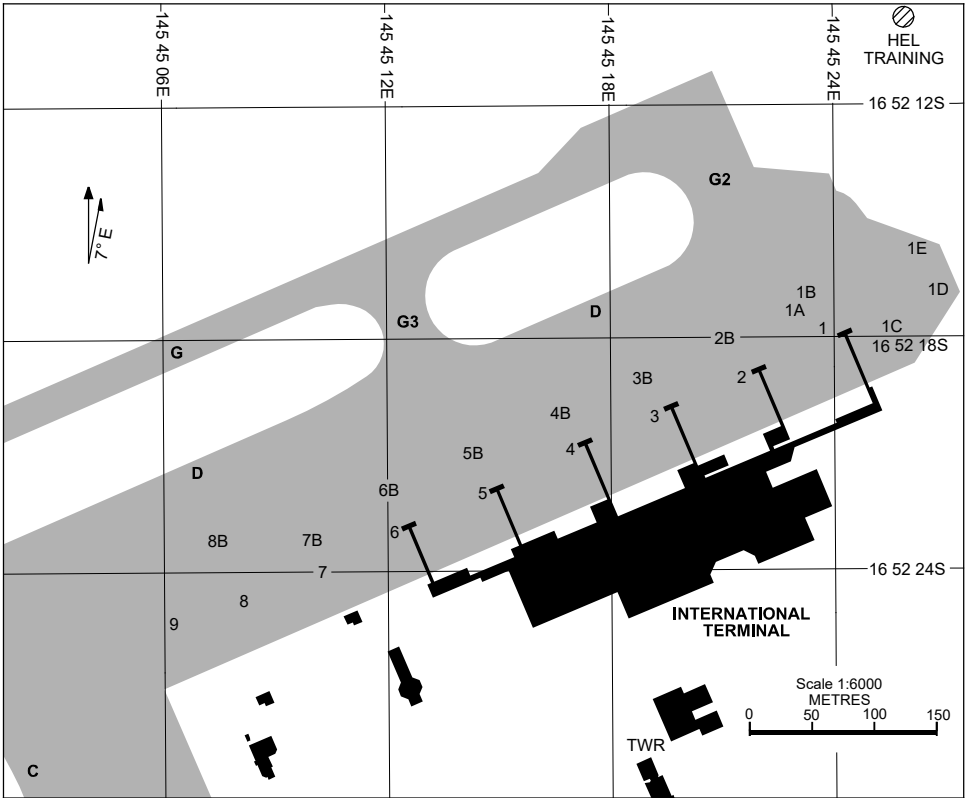 145 45 06E
145 45 12E
145 45 18E
145 45 24E
HEL
TRAINING
16 52 12S
G2
7° E
1E
1D
1B
1A
D
G3
1
1C
2B
16 52 18S
G
3B
2
4B
3
5B
4
D
6B
5
6
8B
7B
7
16 52 24S
8
9
INTERNATIONAL
TERMINAL
Scale 1:6000
METRES
0 50 100 150
TWR
C